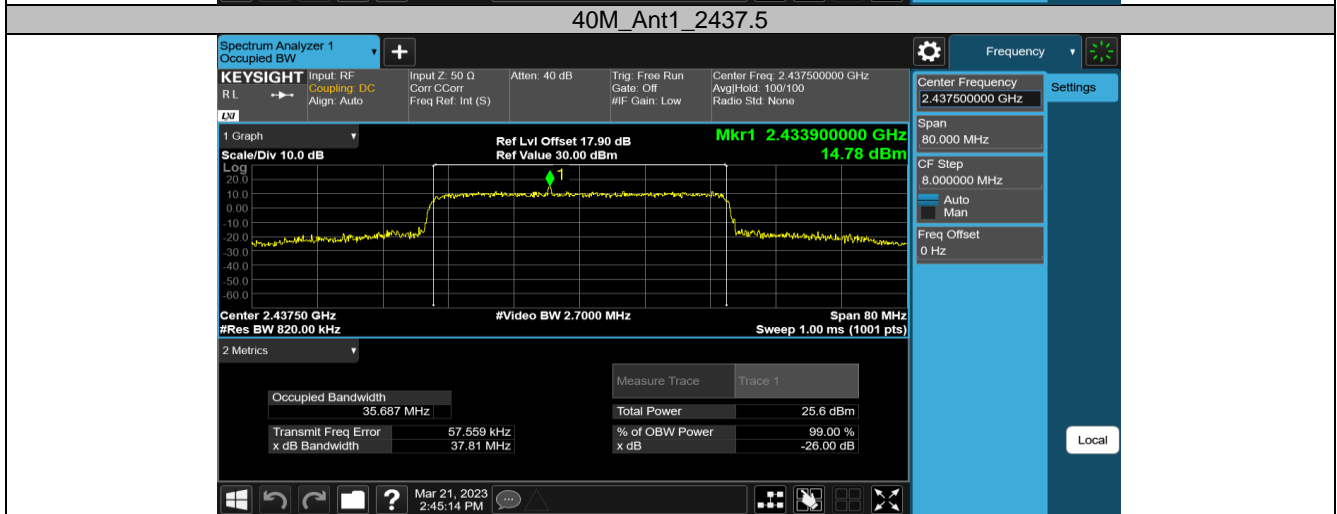 40M_Ant1_2437.5
Spectrum Analyzer 1
Occupied BW
+
Frequency
KEYSIGHT
R L
LXI
Input: RF
Coupling: DC
Align: Auto
Input Z: 50 Ω
Corr CCorr
Freq Ref: Int (S)
Atten: 40 dB
Trig: Free Run
Gate: Off
#IF Gain: Low
Center Freq: 2.437500000 GHz
Avg|Hold: 100/100
Radio Std: None
Center Frequency
2.437500000 GHz
Settings
Span
80.000 MHz
CF Step
8.000000 MHz
Auto
Man
Freq Offset
0 Hz
Local
1 Graph
Scale/Div 10.0 dB
Ref Lvl Offset 17.90 dB
Ref Value 30.00 dBm
Mkr1 2.433900000 GHz
14.78 dBm
Log
20.0
10.0
0.00
-10.0
-20.0
-30.0
-40.0
-50.0
-60.0
1
Center 2.43750 GHz
#Video BW 2.7000 MHz
Span 80 MHz
#Res BW 820.00 kHz
Sweep 1.00 ms (1001 pts)
2 Metrics
Measure Trace
Trace 1
Occupied Bandwidth
35.687 MHz
Total Power
25.6 dBm
Transmit Freq Error
57.559 kHz
% of OBW Power
99.00 %
x dB Bandwidth
37.81 MHz
x dB
-26.00 dB
?
Mar 21, 2023
2:45:14 PM